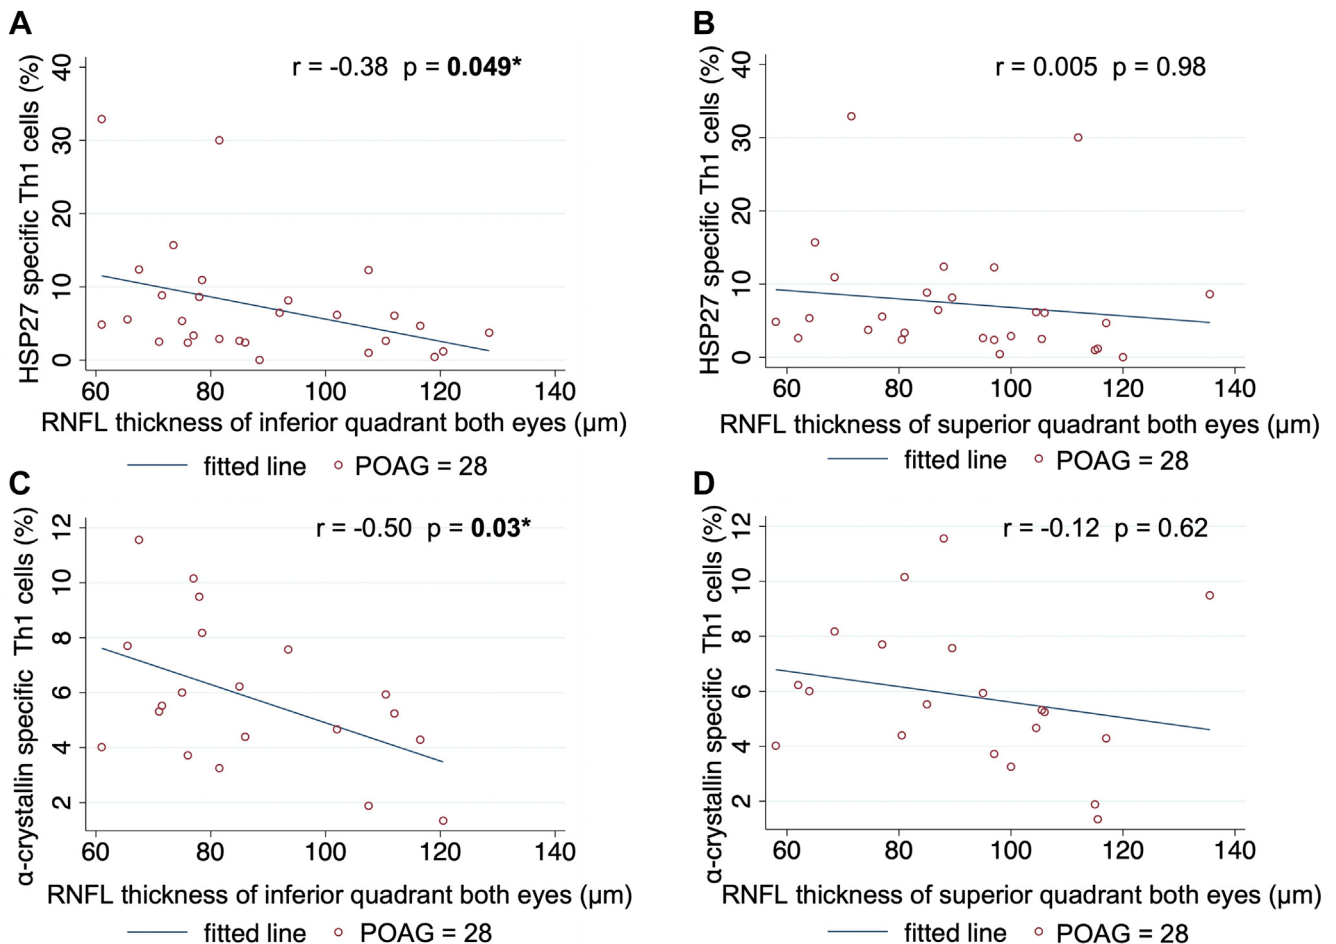 A
r = -0.38 p = 0.049*
HSP27 specific Th1 cells (%)
40
30
20
10
0
60 80 100 120 140
RNFL thickness of inferior quadrant both eyes (µm)
fitted line POAG = 28
B
r = 0.005 p = 0.98
HSP27 specific Th1 cells (%)
40
30
20
10
0
60 80 100 120 140
RNFL thickness of superior quadrant both eyes (µm)
fitted line POAG = 28
C
r = -0.50 p = 0.03*
α-crystallin specific Th1 cells (%)
12
10
8
6
4
2
60 80 100 120 140
RNFL thickness of inferior quadrant both eyes (µm)
fitted line POAG = 28
D
r = -0.12 p = 0.62
α-crystallin specific Th1 cells (%)
12
10
8
6
4
2
60 80 100 120 140
RNFL thickness of superior quadrant both eyes (µm)
fitted line POAG = 28